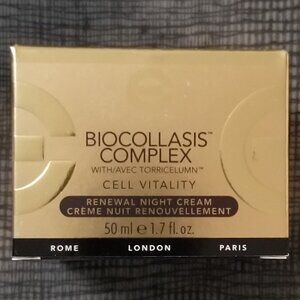 BIOCOLLASIS™
COMPLEX
WITH/AVEC TORRICELUMN™
CELL VITALITY
RENEWAL NIGHT CREAM
CRÈME NUIT RENOUVELLEMENT
50 ml e 1.7 fl. oz.
ROME LONDON PARIS